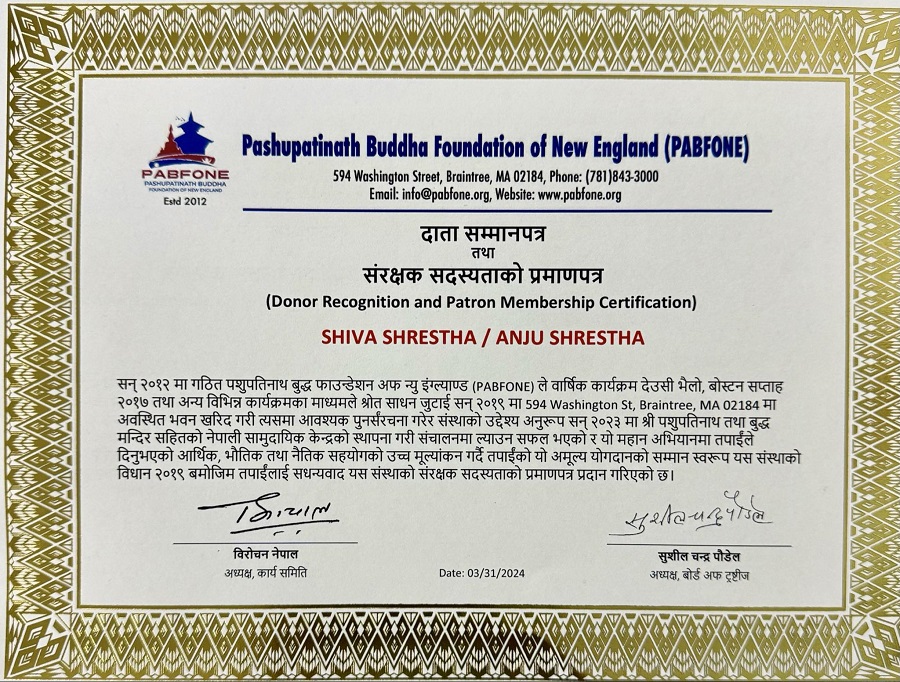 PABFONE
PASHUPATINATH BUDDHA
FOUNDATION OF NEW ENGLAND
Estd 2012
Pashupatinath Buddha Foundation of New England (PABFONE)
594 Washington Street, Braintree, MA 02184, Phone: (781)843-3000
Email: info@pabfone.org, Website: www.pabfone.org
दाता सम्मानपत्र
तथा
संरक्षक सदस्यताको प्रमाणपत्र
(Donor Recognition and Patron Membership Certification)
SHIVA SHRESTHA / ANJU SHRESTHA
सन् २०१२ मा गठित पशुपतिनाथ बुद्ध फाउन्डेशन अफ न्यु इंग्ल्याण्ड (PABFONE) ले वार्षिक कार्यक्रम देउसी भैलो, बोस्टन सप्ताह
२०१७ तथा अन्य विभिन्न कार्यक्रमका माध्यमले श्रोत साधन जुटाई सन् २०१९ मा 594 Washington St, Braintree, MA 02184 मा
अवस्थित भवन खरिद गरी त्यसमा आवश्यक पुनर्संरचना गरेर संस्थाको उद्देश्य अनुरूप सन् २०२३ मा श्री पशुपतिनाथ तथा बुद्ध
मन्दिर सहितको नेपाली सामुदायिक केन्द्रको स्थापना गरी संचालनमा ल्याउन सफल भएको र यो महान अभियानमा तपाईंले
दिनुभएको आर्थिक, भौतिक तथा नैतिक सहयोगको उच्च मूल्यांकन गर्दै तपाईंको यो अमूल्य योगदानको सम्मान स्वरूप यस संस्थाको
विधान २०१९ बमोजिम तपाईंलाई सधन्यवाद यस संस्थाको संरक्षक सदस्यताको प्रमाणपत्र प्रदान गरिएको छ।
सुशीलचन्द्र पौडेल
विरोचन नेपाल
सुशील चन्द्र पौडेल
अध्यक्ष, कार्य समिति
Date: 03/31/2024
अध्यक्ष, बोर्ड अफ ट्रष्टीज